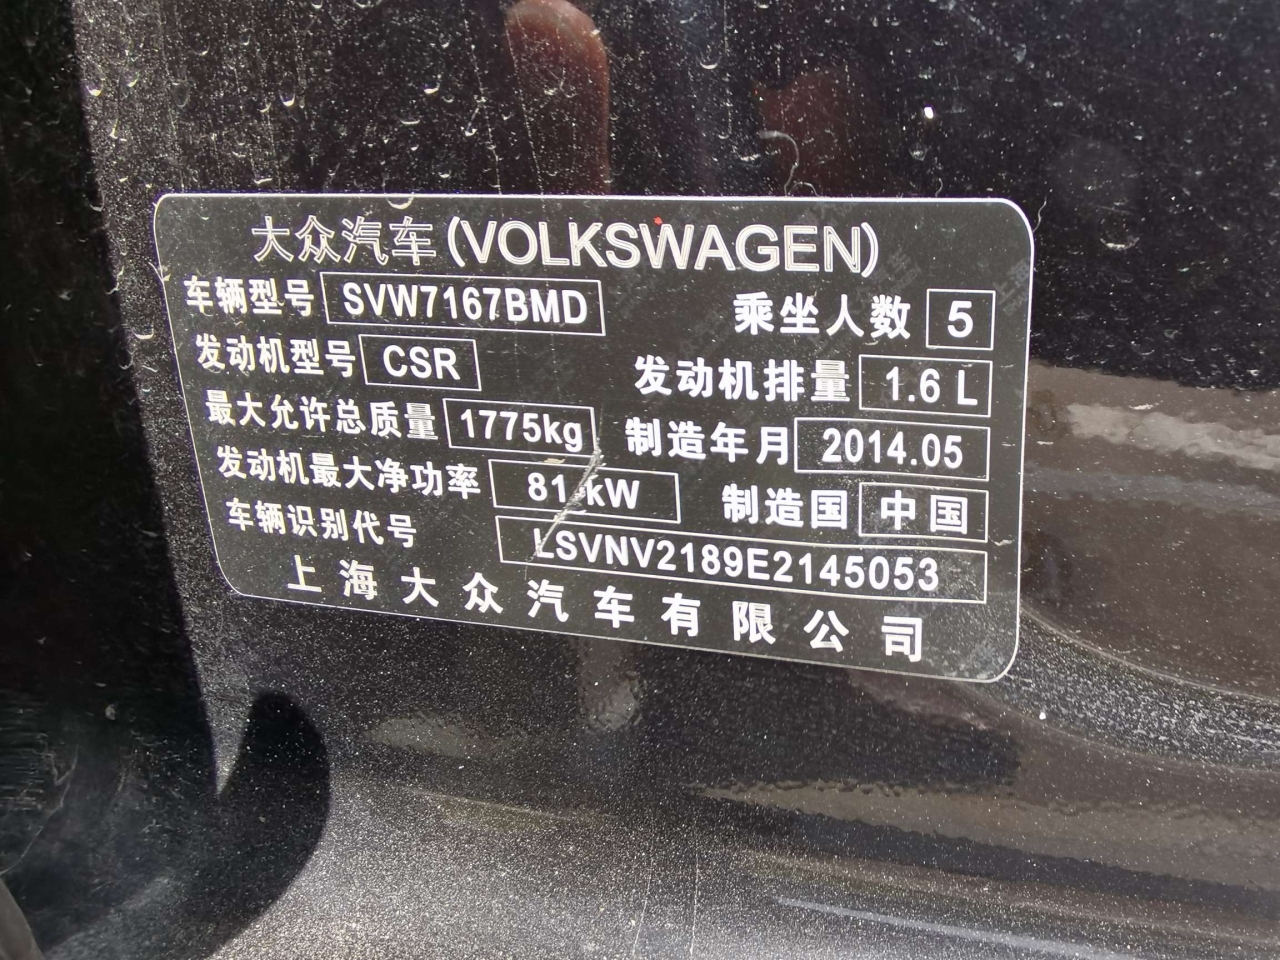 大众汽车(VOLKSWAGEN)
车辆型号 SVW7167BMD 乘坐人数 5
发动机型号 CSR 发动机排量 1.6 L
最大允许总质量 1775kg 制造年月 2014.05
发动机最大净功率 81 kW 制造国 中国
车辆识别代号 LSVNV2189E2145053
上海大众汽车有限公司